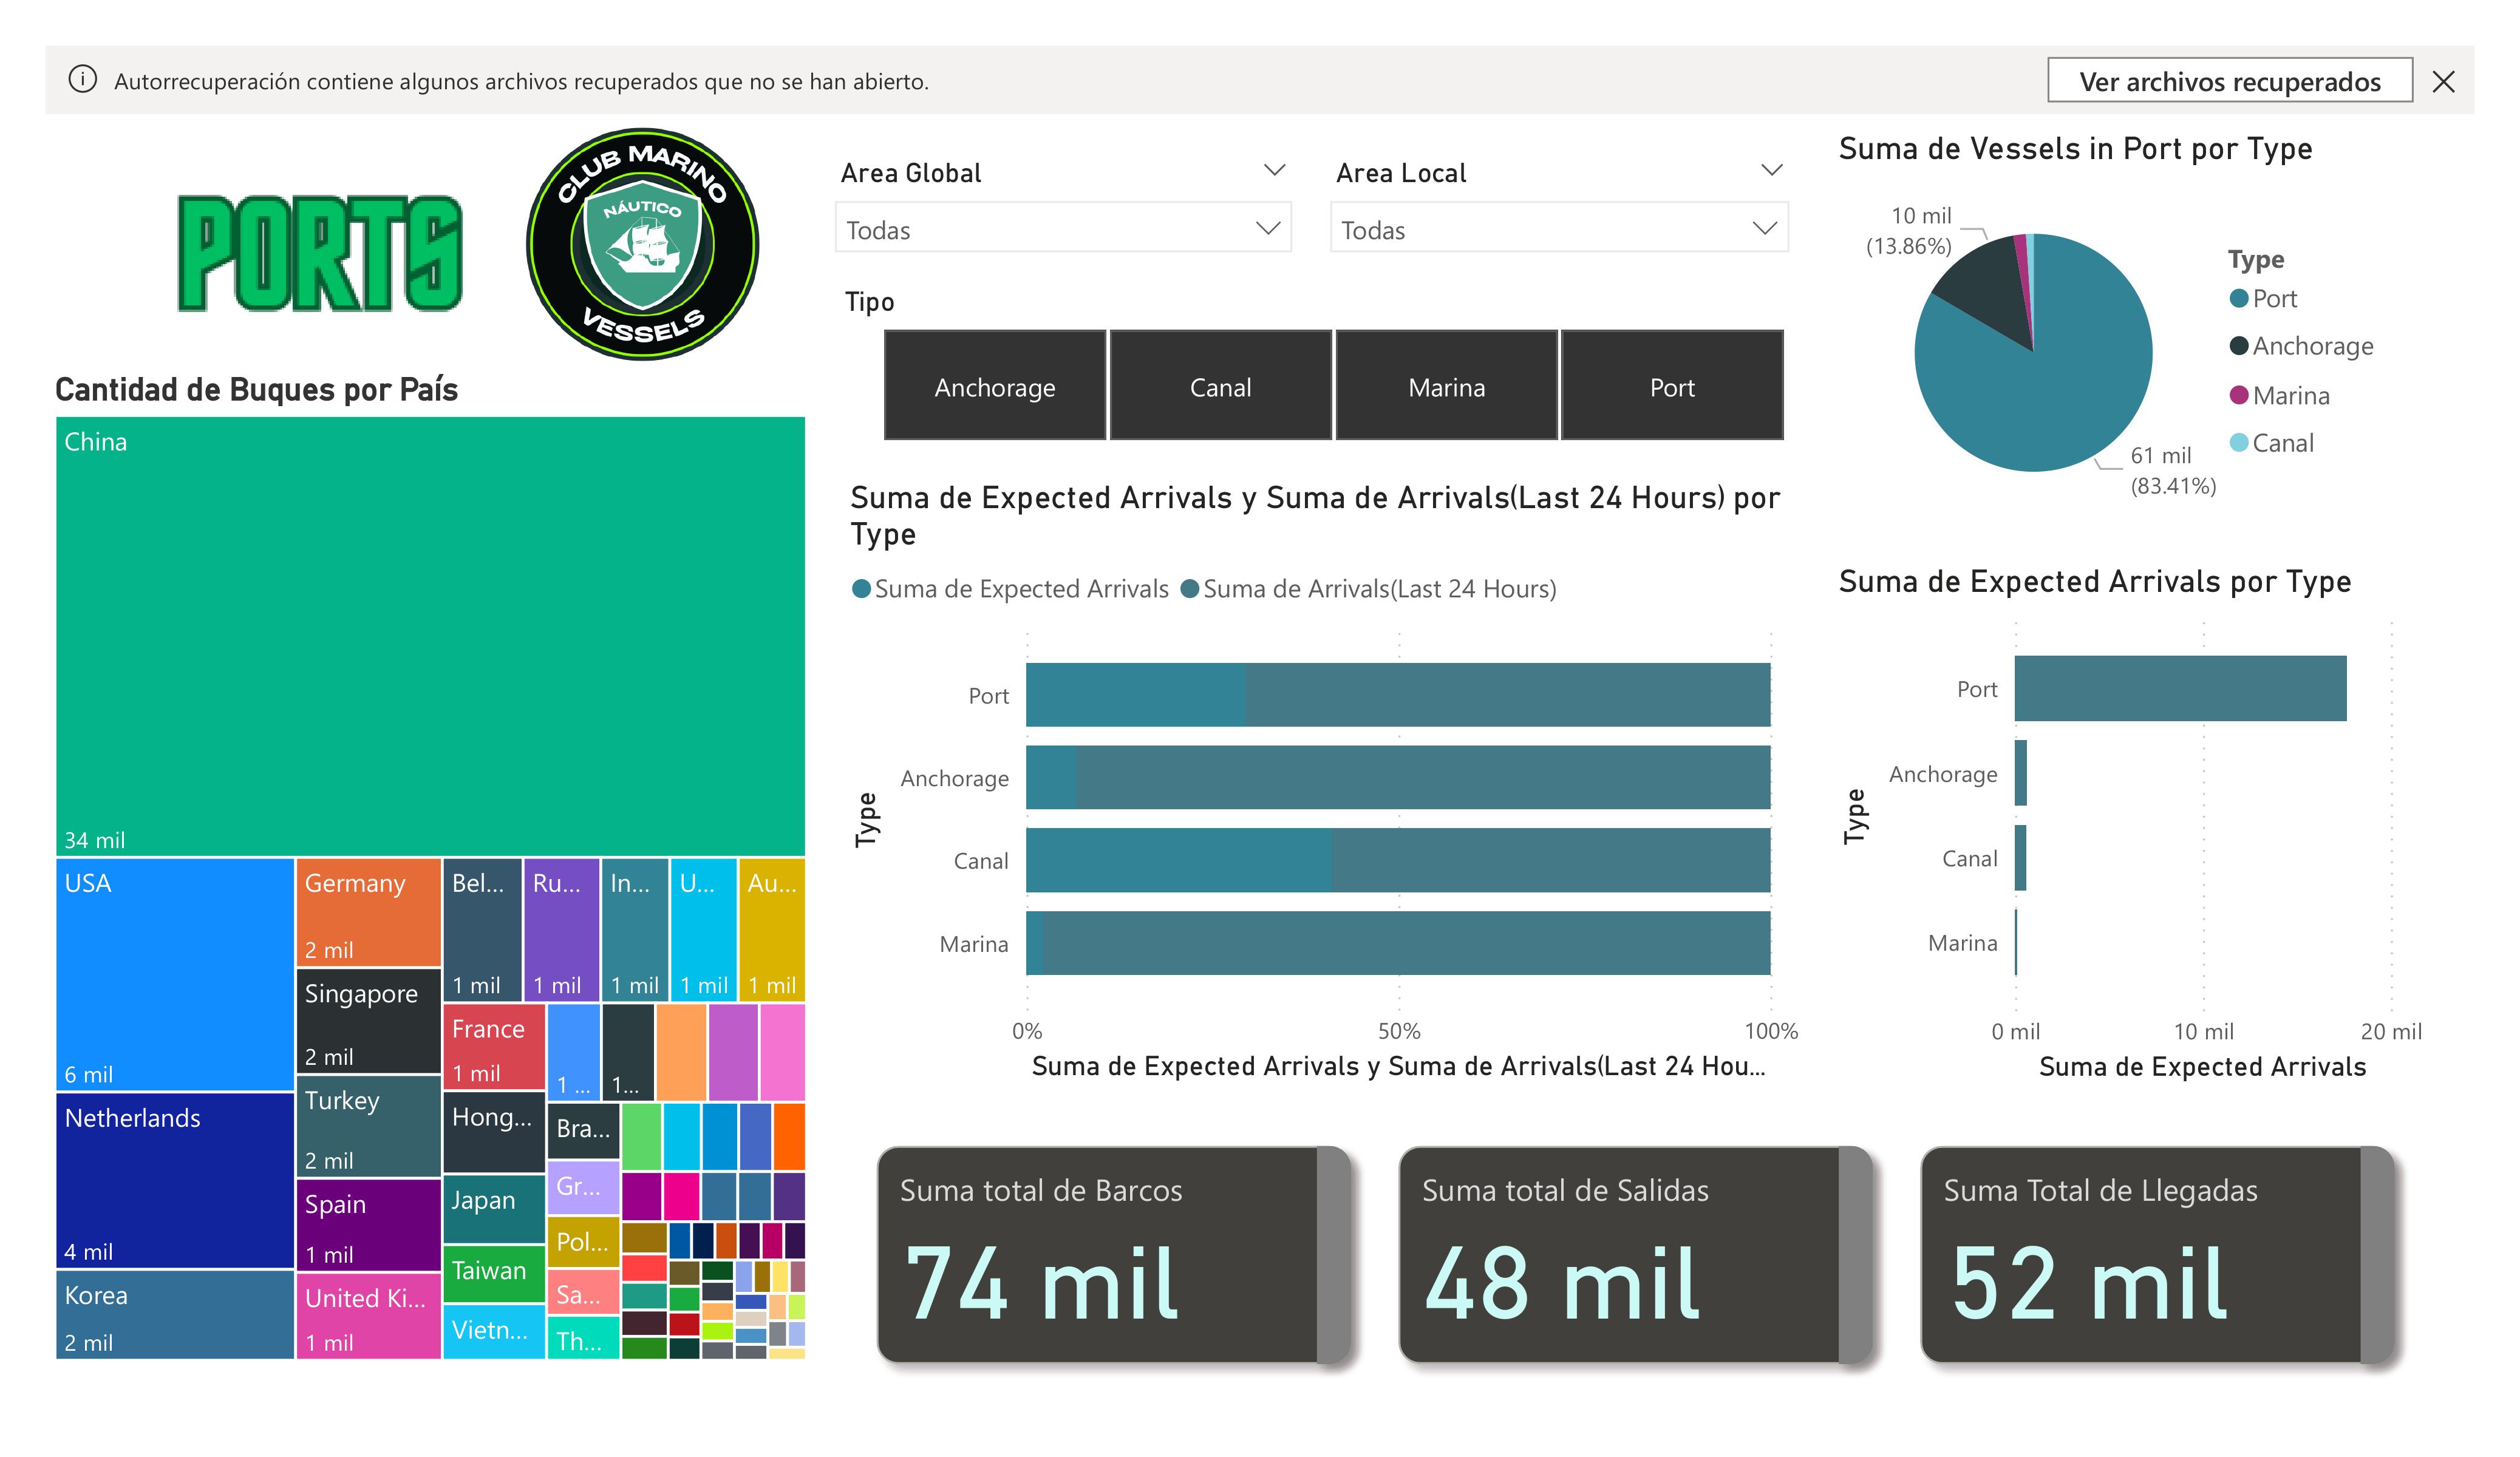 Autorrecuperación contiene algunos archivos recuperados que no se han abierto.
Ver archivos recuperados
PORTS
CLUB MARINO
NÁUTICO
VESSELS
Area Global
Todas
Area Local
Todas
Tipo
Anchorage
Canal
Marina
Port
Suma de Vessels in Port por Type
10 mil
(13.86%)
61 mil
(83.41%)
Type
Port
Anchorage
Marina
Canal
Cantidad de Buques por País
China
34 mil
USA
6 mil
Netherlands
4 mil
Korea
2 mil
Germany
2 mil
Singapore
2 mil
Turkey
2 mil
Spain
1 mil
United Ki...
1 mil
Bel...
1 mil
Ru...
1 mil
In...
1 mil
U...
1 mil
Au...
1 mil
France
1 mil
1 ...
1...
Hong...
Japan
Taiwan
Vietn...
Bra...
Gr...
Pol...
Sa...
Th...
Suma de Expected Arrivals y Suma de Arrivals(Last 24 Hours) por
Type
Suma de Expected Arrivals
Suma de Arrivals(Last 24 Hours)
Type
Port
Anchorage
Canal
Marina
0%
50%
100%
Suma de Expected Arrivals y Suma de Arrivals(Last 24 Hou...
Suma de Expected Arrivals por Type
Type
Port
Anchorage
Canal
Marina
0 mil
10 mil
20 mil
Suma de Expected Arrivals
Suma total de Barcos
74 mil
Suma total de Salidas
48 mil
Suma Total de Llegadas
52 mil